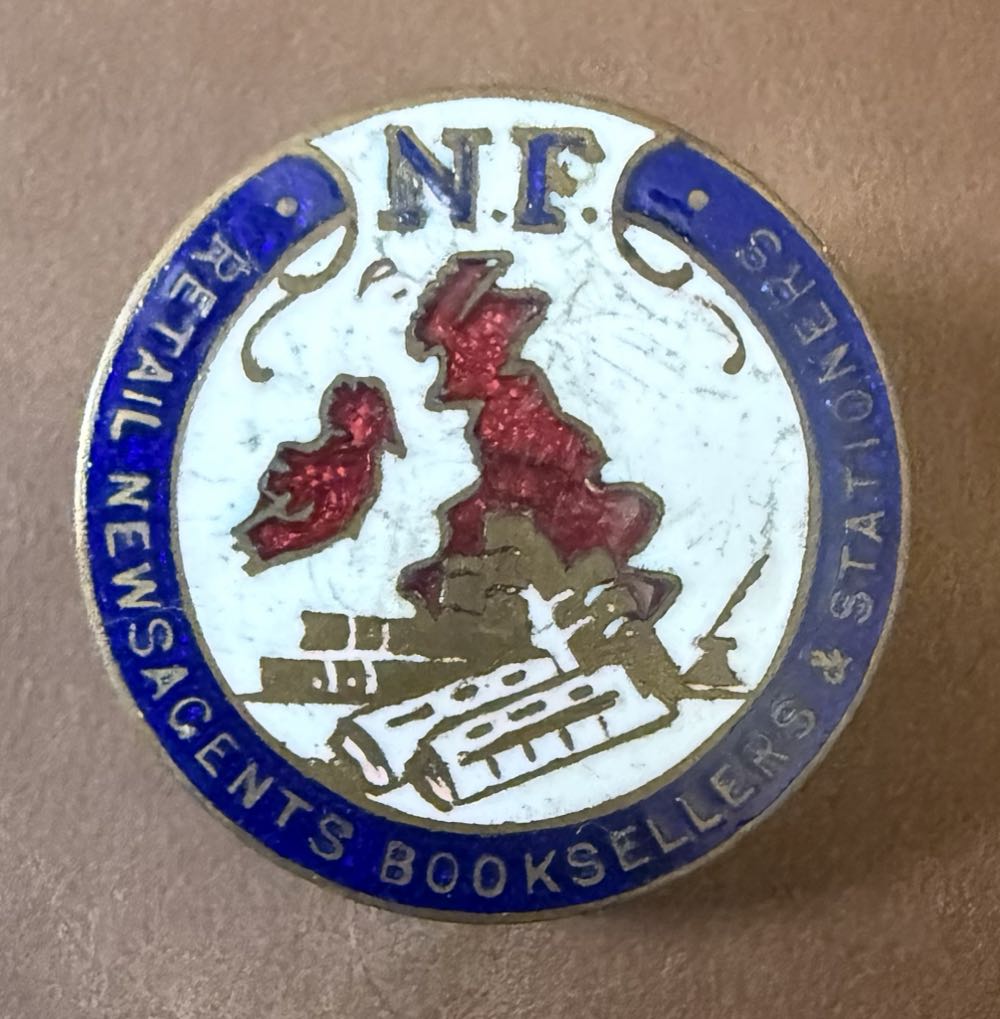 N.F.
RETAIL NEWSAGENTS BOOKSELLERS & STATIONERS